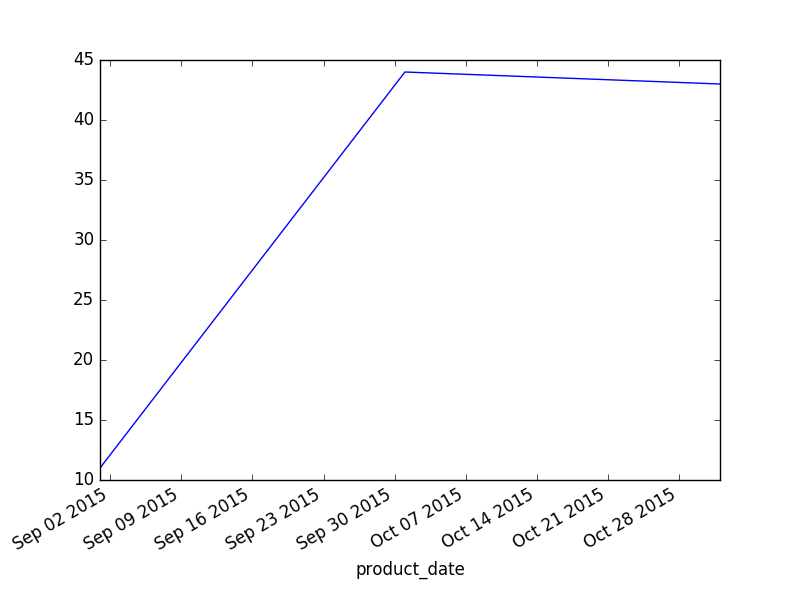 45
40
35
30
25
20
15
10
Sep 02 2015
Sep 09 2015
Sep 16 2015
Sep 23 2015
Sep 30 2015
Oct 07 2015
Oct 14 2015
Oct 21 2015
Oct 28 2015
product_date